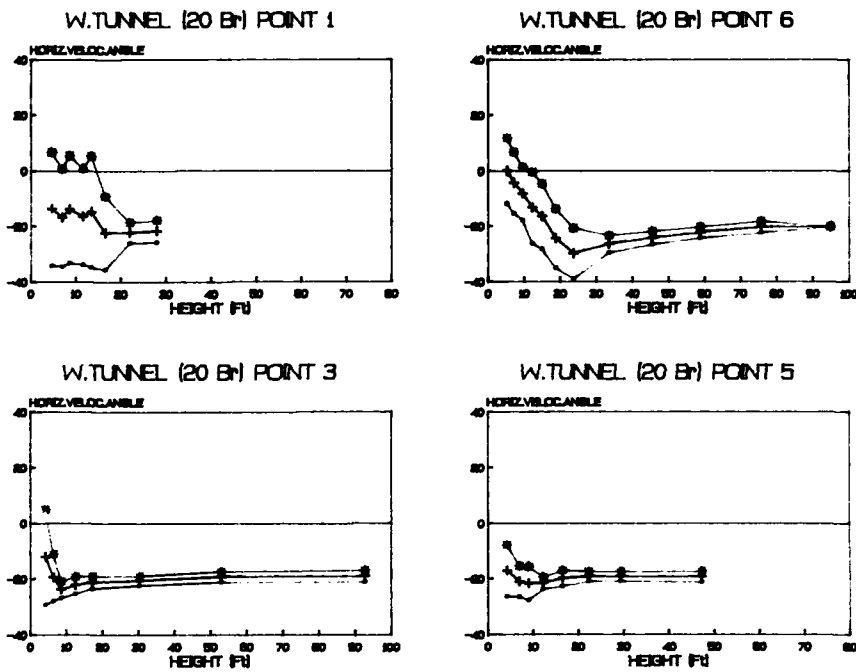 W.TUNNEL (20 Br) POINT 1
HORIZ.VELOC.ANGLE
40
20
0
-20
-40
0 10 20 30 40 50 60 70 80
HEIGHT (Ft)
W.TUNNEL (20 Br) POINT 6
HORIZ.VELOC.ANGLE
40
20
0
-20
-40
0 10 20 30 40 50 60 70 80 90 100
HEIGHT (Ft)
W.TUNNEL (20 Br) POINT 3
HORIZ.VELOC.ANGLE
40
20
0
-20
-40
0 10 20 30 40 50 60 70 80 90 100
HEIGHT (Ft)
W.TUNNEL (20 Br) POINT 5
HORIZ.VELOC.ANGLE
40
20
0
-20
-40
0 10 20 30 40 50 60 70 80
HEIGHT (Ft)